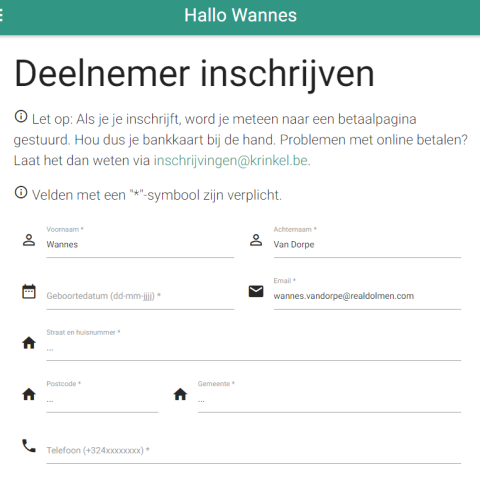 Hallo Wannes
Deelnemer inschrijven
Let op: Als je je inschrijft, word je meteen naar een betaalpagina
gestuurd. Hou dus je bankkaart bij de hand. Problemen met online betalen?
Laat het dan weten via inschrijvingen@krinkel.be.
Velden met een "*"-symbool zijn verplicht.
Voornaam *
Wannes
Achternaam *
Van Dorpe
Geboortedatum (dd-mm-jjjj) *
Email *
wannes.vandorpe@realdolmen.com
Straat en huisnummer *
...
Postcode *
...
Gemeente *
...
Telefoon (+324xxxxxxxx) *